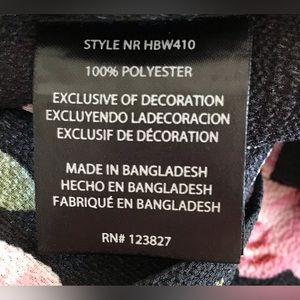 STYLE NR HBW410
100% POLYESTER
EXCLUSIVE OF DECORATION
EXCLUYENDO LADECORACION
EXCLUSIF DE DÉCORATION
MADE IN BANGLADESH
HECHO EN BANGLADESH
FABRIQUÉ EN BANGLADESH
RN# 123827